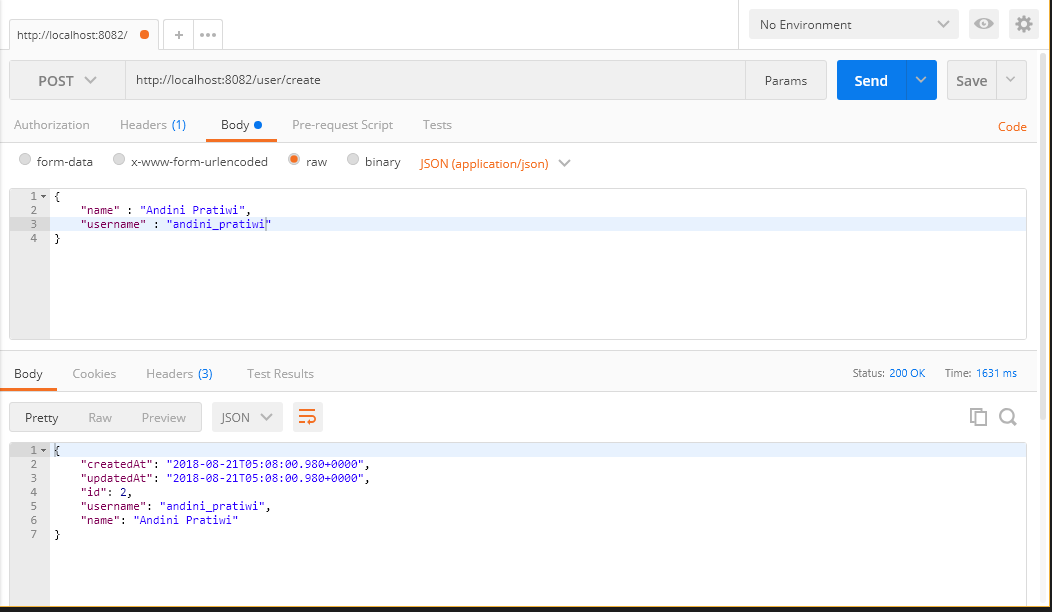 http://localhost:8082/
+
•••
No Environment
POST
http://localhost:8082/user/create
Params
Send
Save
Authorization
Headers (1)
Body
Pre-request Script
Tests
Code
form-data
x-www-form-urlencoded
raw
binary
JSON (application/json)
1 {
2 "name" : "Andini Pratiwi",
3 "username" : "andini_pratiwi"
4 }
Body
Cookies
Headers (3)
Test Results
Status: 200 OK
Time: 1631 ms
Pretty
Raw
Preview
JSON
1 {
2 "createdAt": "2018-08-21T05:08:00.980+0000",
3 "updatedAt": "2018-08-21T05:08:00.980+0000",
4 "id": 2,
5 "username": "andini_pratiwi",
6 "name": "Andini Pratiwi"
7 }